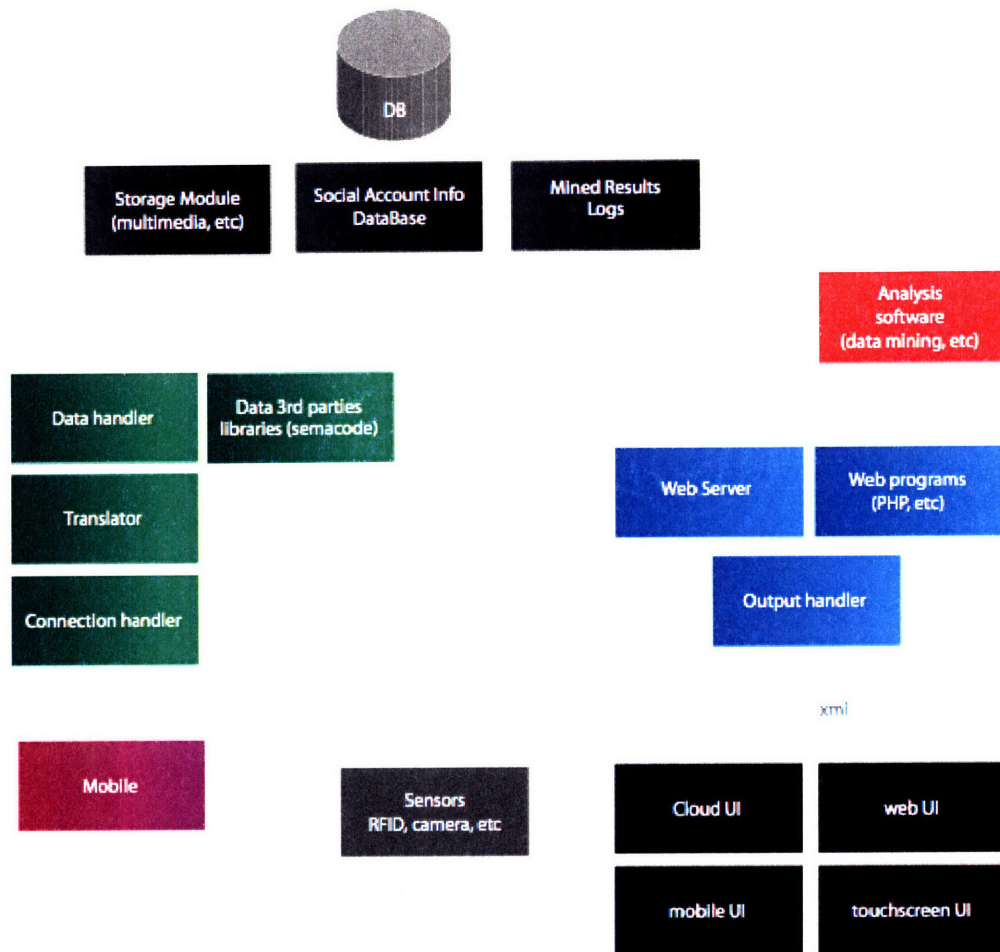 DB
Storage Module
(multimedia, etc)
Social Account Info
DataBase
Mined Results
Logs
Analysis
software
(data mining, etc)
Data handler
Data 3rd parties
libraries (semacode)
Web Server
Web programs
(PHP, etc)
Translator
Output handler
Connection handler
xml
Mobile
Sensors
RFID, camera, etc
Cloud UI
web UI
mobile UI
touchscreen UI